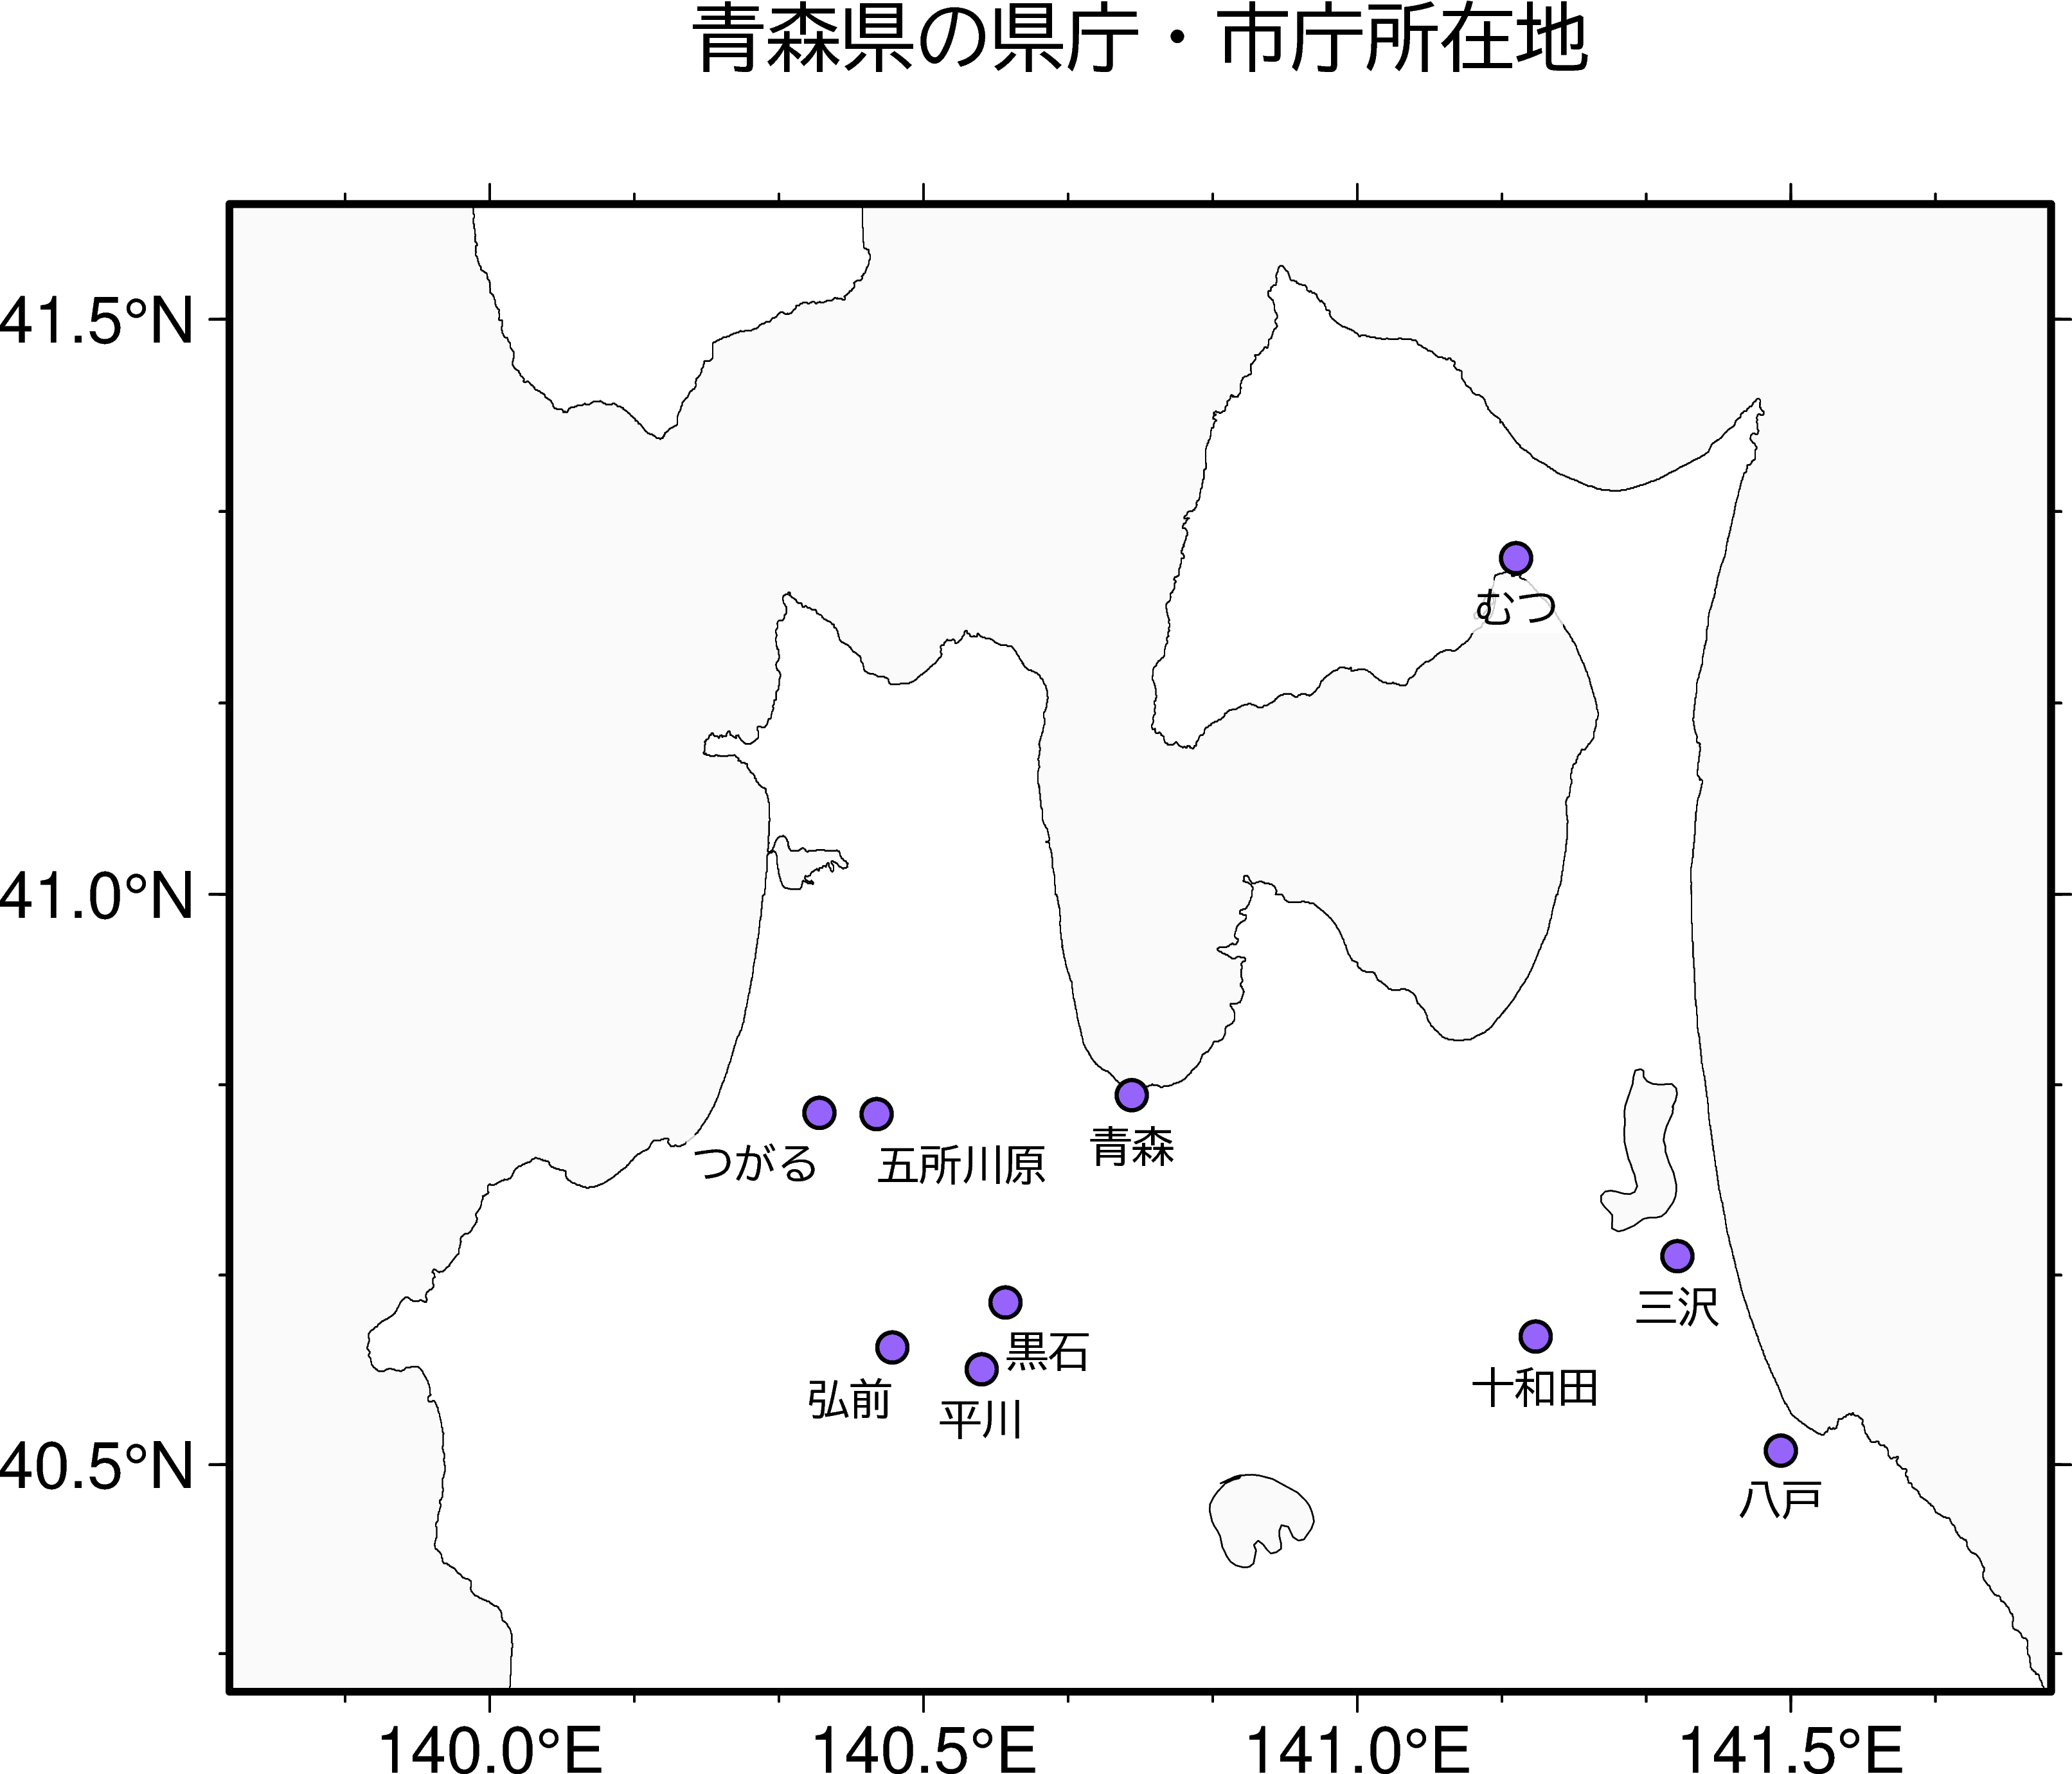 青森県の県庁・市庁所在地
41.5°N
むつ
41.0°N
つがる
五所川原
青森
三沢
黒石
十和田
弘前
平川
40.5°N
八戸
140.0°E
140.5°E
141.0°E
141.5°E